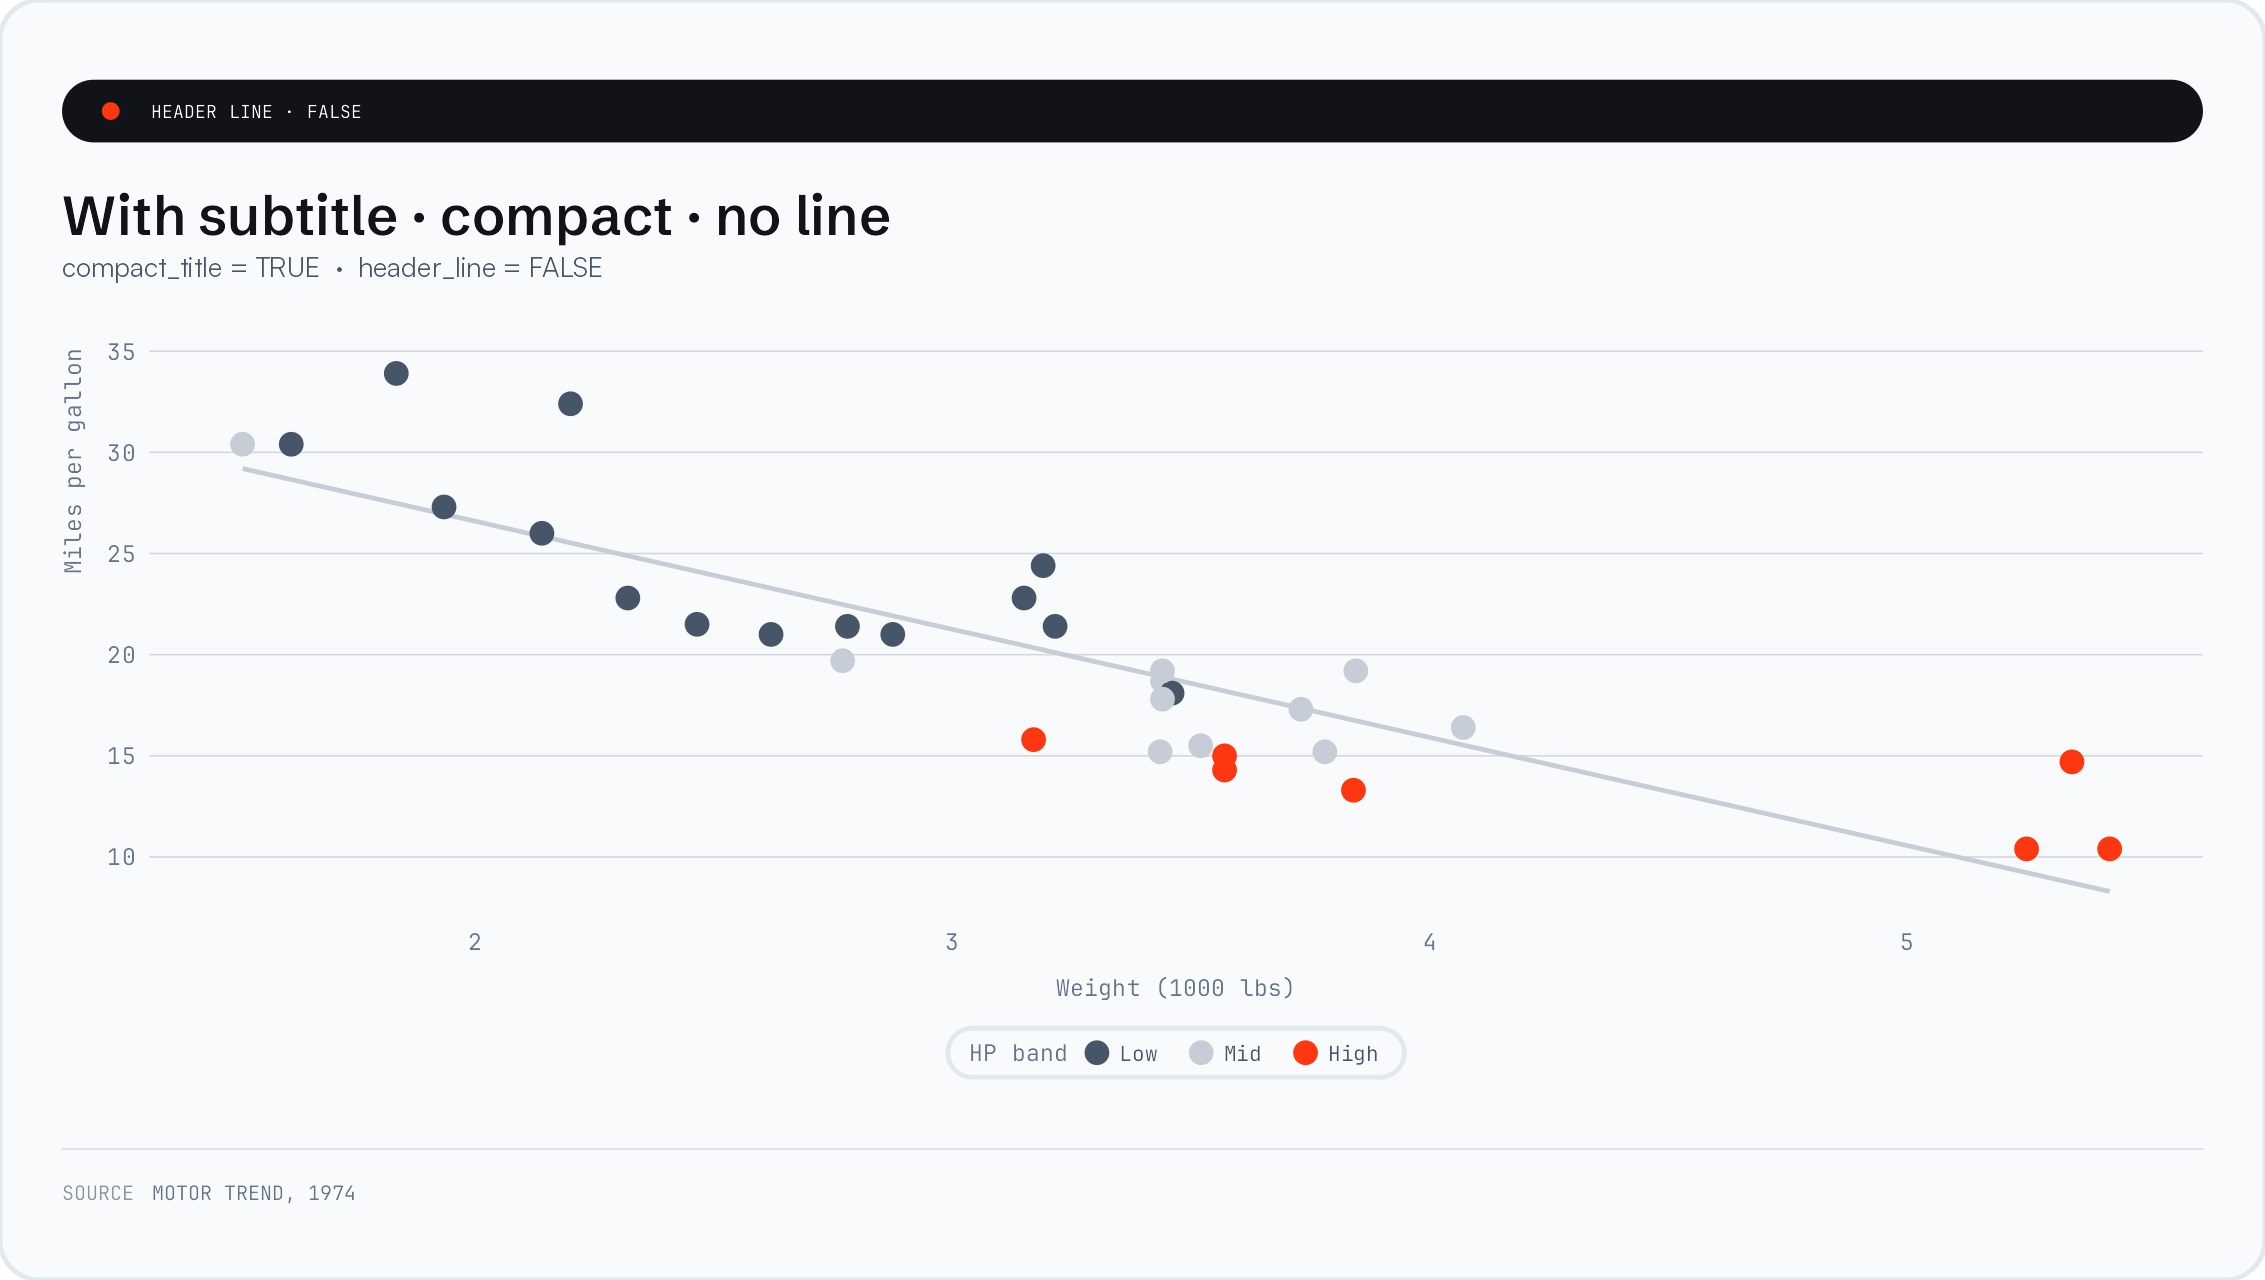 HEADER LINE · FALSE
With subtitle · compact · no line
compact_title = TRUE · header_line = FALSE
Miles per gallon
35
30
25
20
15
10
2 3 4 5
Weight (1000 lbs)
HP band Low Mid High
SOURCE MOTOR TREND, 1974